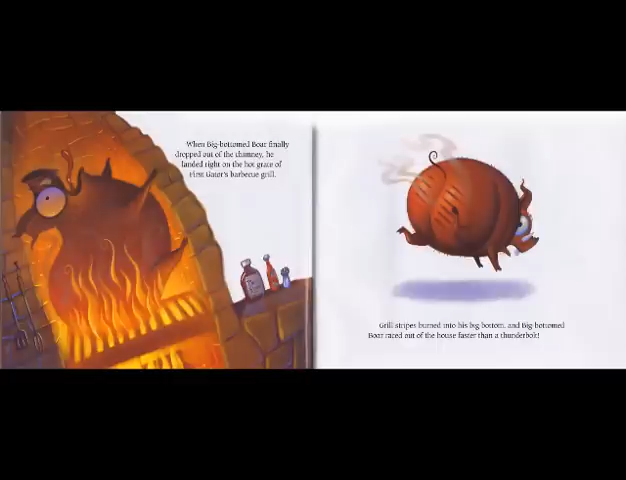 When Big-bottomed Boar finally
dropped out of the chimney, he
landed right on the hot grate of
First Gator's barbecue grill.
Grill stripes burned into his big bottom, and Big-bottomed
Boar raced out of the house faster than a thunderbolt!